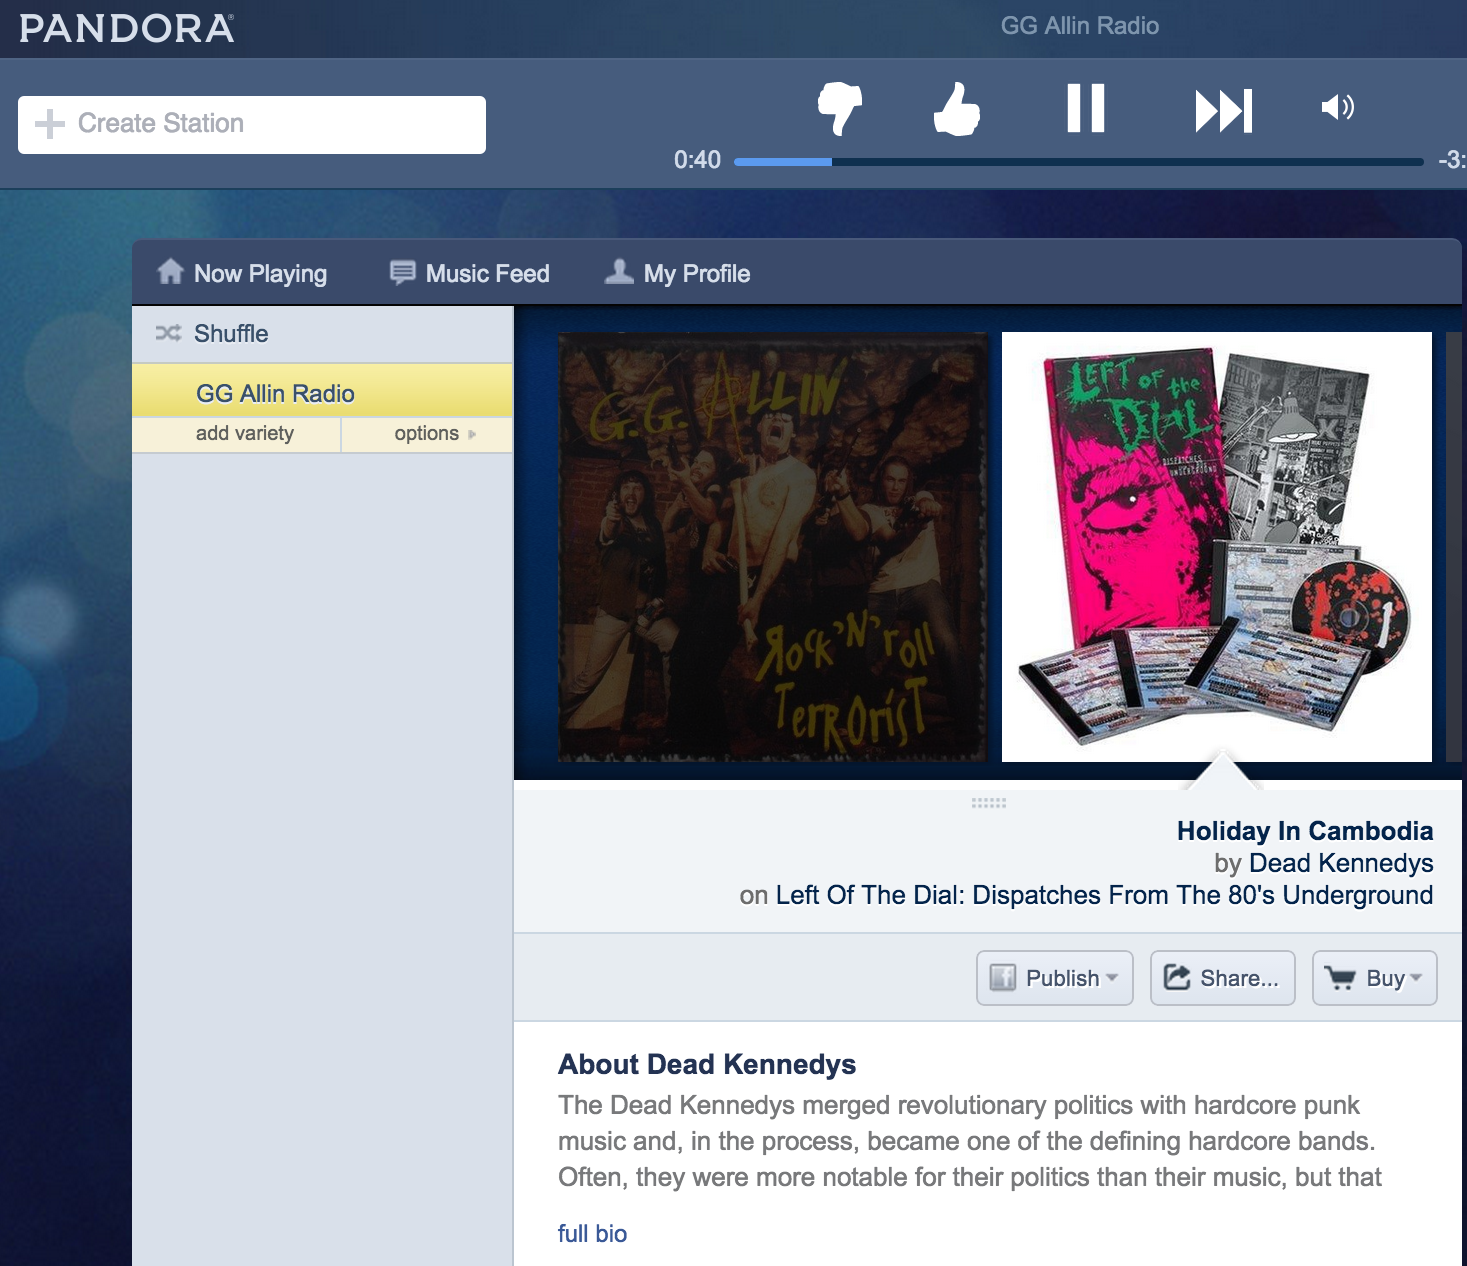 PANDORA®
GG Allin Radio
Create Station
0:40
-3:
Now Playing
Music Feed
My Profile
Shuffle
GG Allin Radio
add variety
options
G.G. ALLIN
Rock'N'roll
TerrOrisT
LEFT OF the
DIAL
DISPATCHES
UNDERGROUND
Holiday In Cambodia
by Dead Kennedys
on Left Of The Dial: Dispatches From The 80's Underground
Publish
Share...
Buy
About Dead Kennedys
The Dead Kennedys merged revolutionary politics with hardcore punk
music and, in the process, became one of the defining hardcore bands.
Often, they were more notable for their politics than their music, but that
full bio